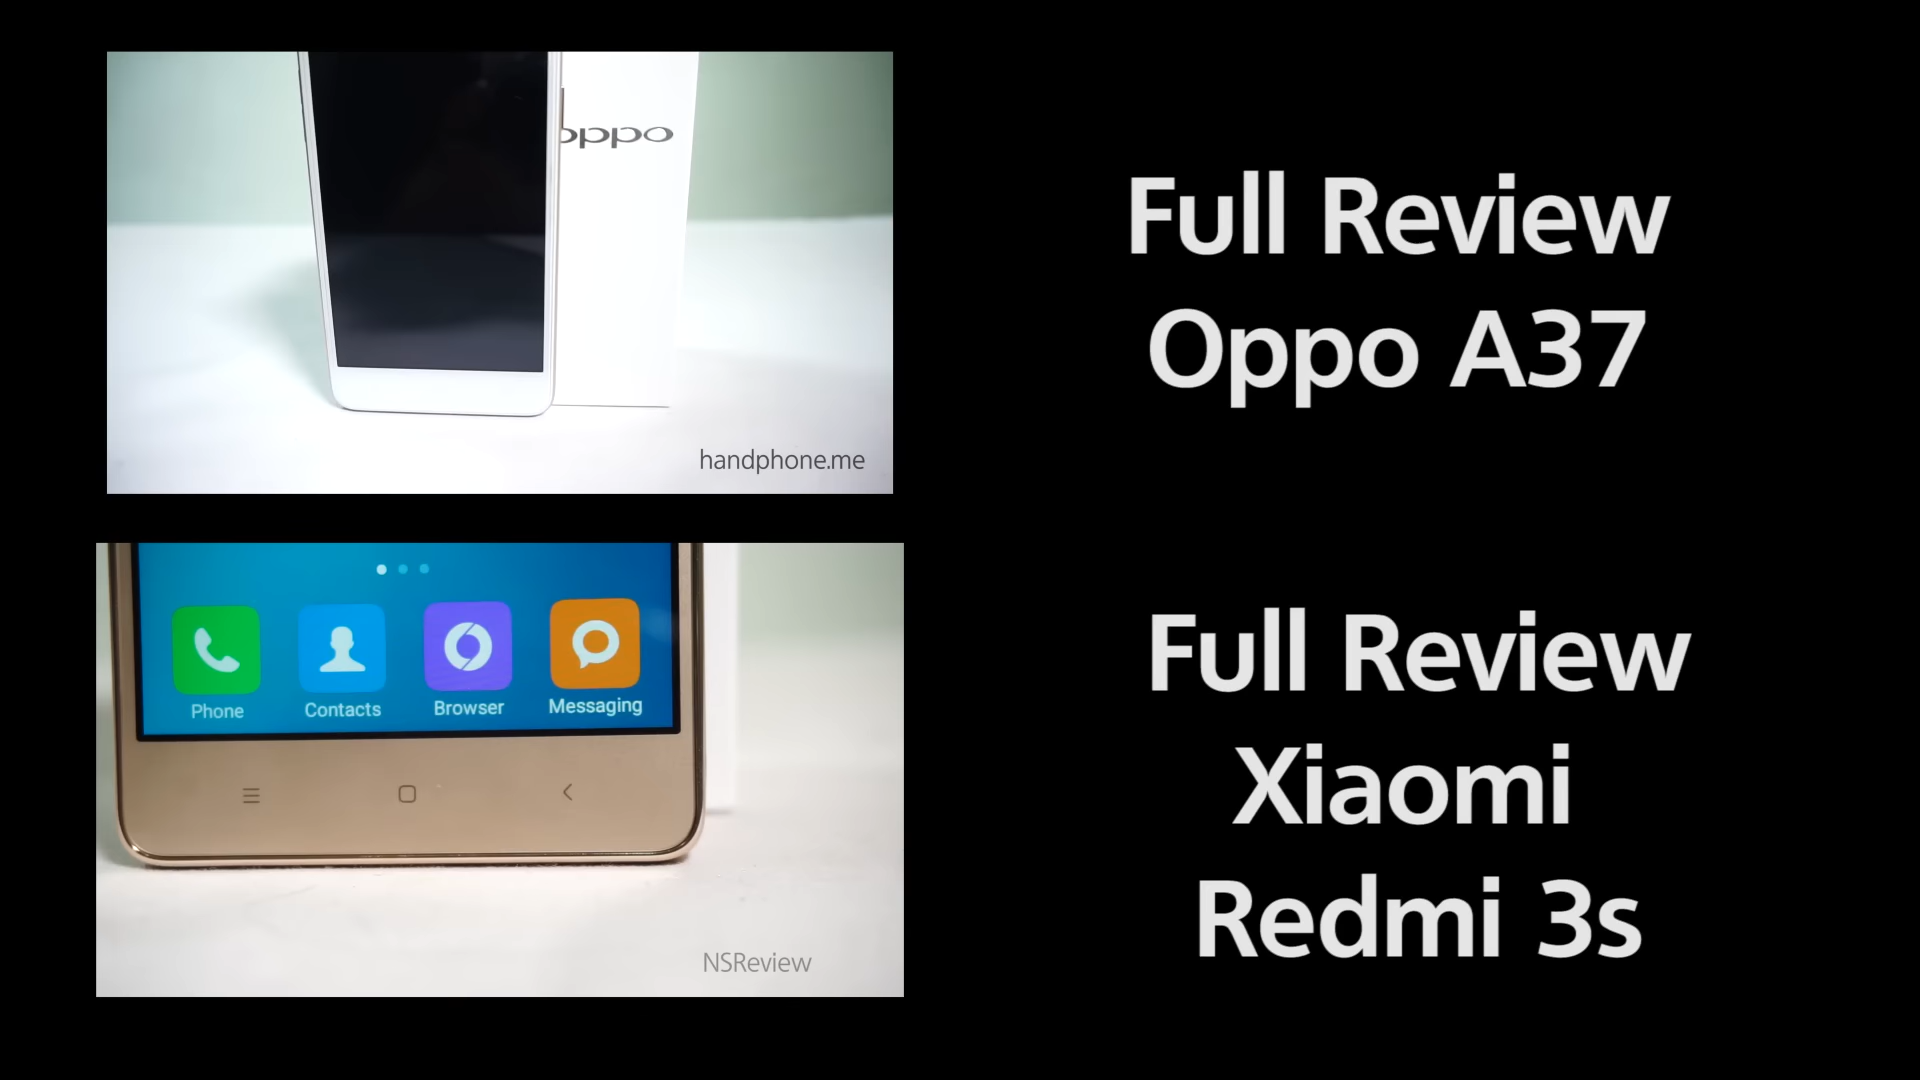 oppo
handphone.me
Full Review
Oppo A37
Phone Contacts Browser Messaging
NSReview
Full Review
Xiaomi
Redmi 3s